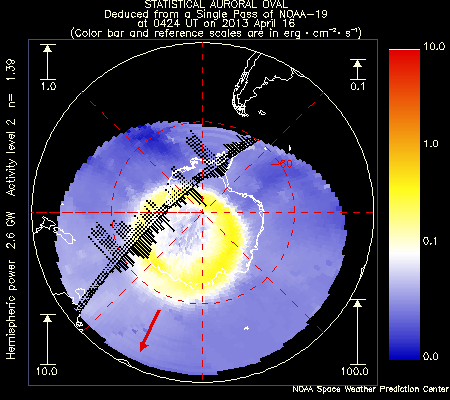 STATISTICAL AURORAL OVAL
Deduced from a Single Pass of NOAA-19
at 0424 UT on 2013 April 16
(Color bar and reference scales are in erg · cm⁻² · s⁻¹)
Hemispheric power 2.6 GW Activity level 2 n= 1.39
1.0
0.1
10.0
100.0
10.0
1.0
0.1
0.0
NOAA Space Weather Prediction Center